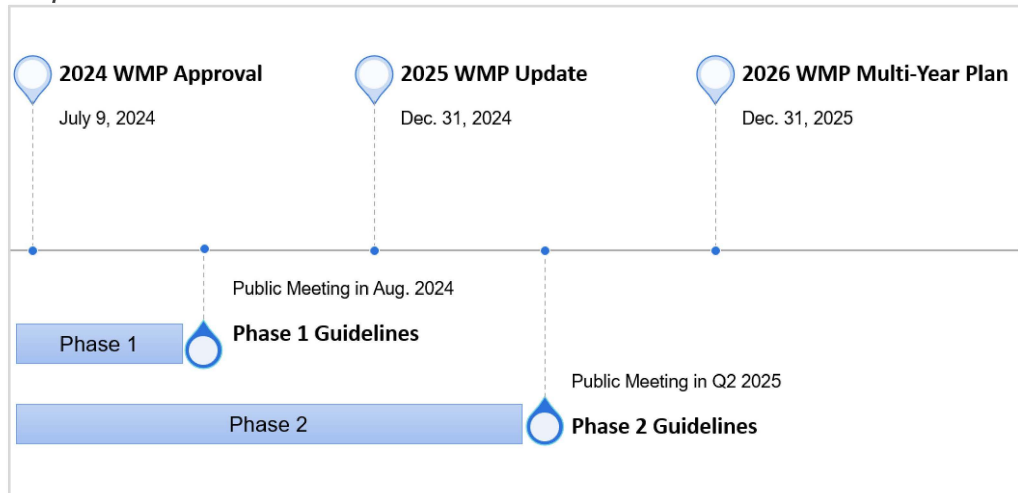 2024 WMP Approval
July 9, 2024
2025 WMP Update
Dec. 31, 2024
2026 WMP Multi-Year Plan
Dec. 31, 2025
Public Meeting in Aug. 2024
Phase 1 Guidelines
Phase 1
Public Meeting in Q2 2025
Phase 2 Guidelines
Phase 2